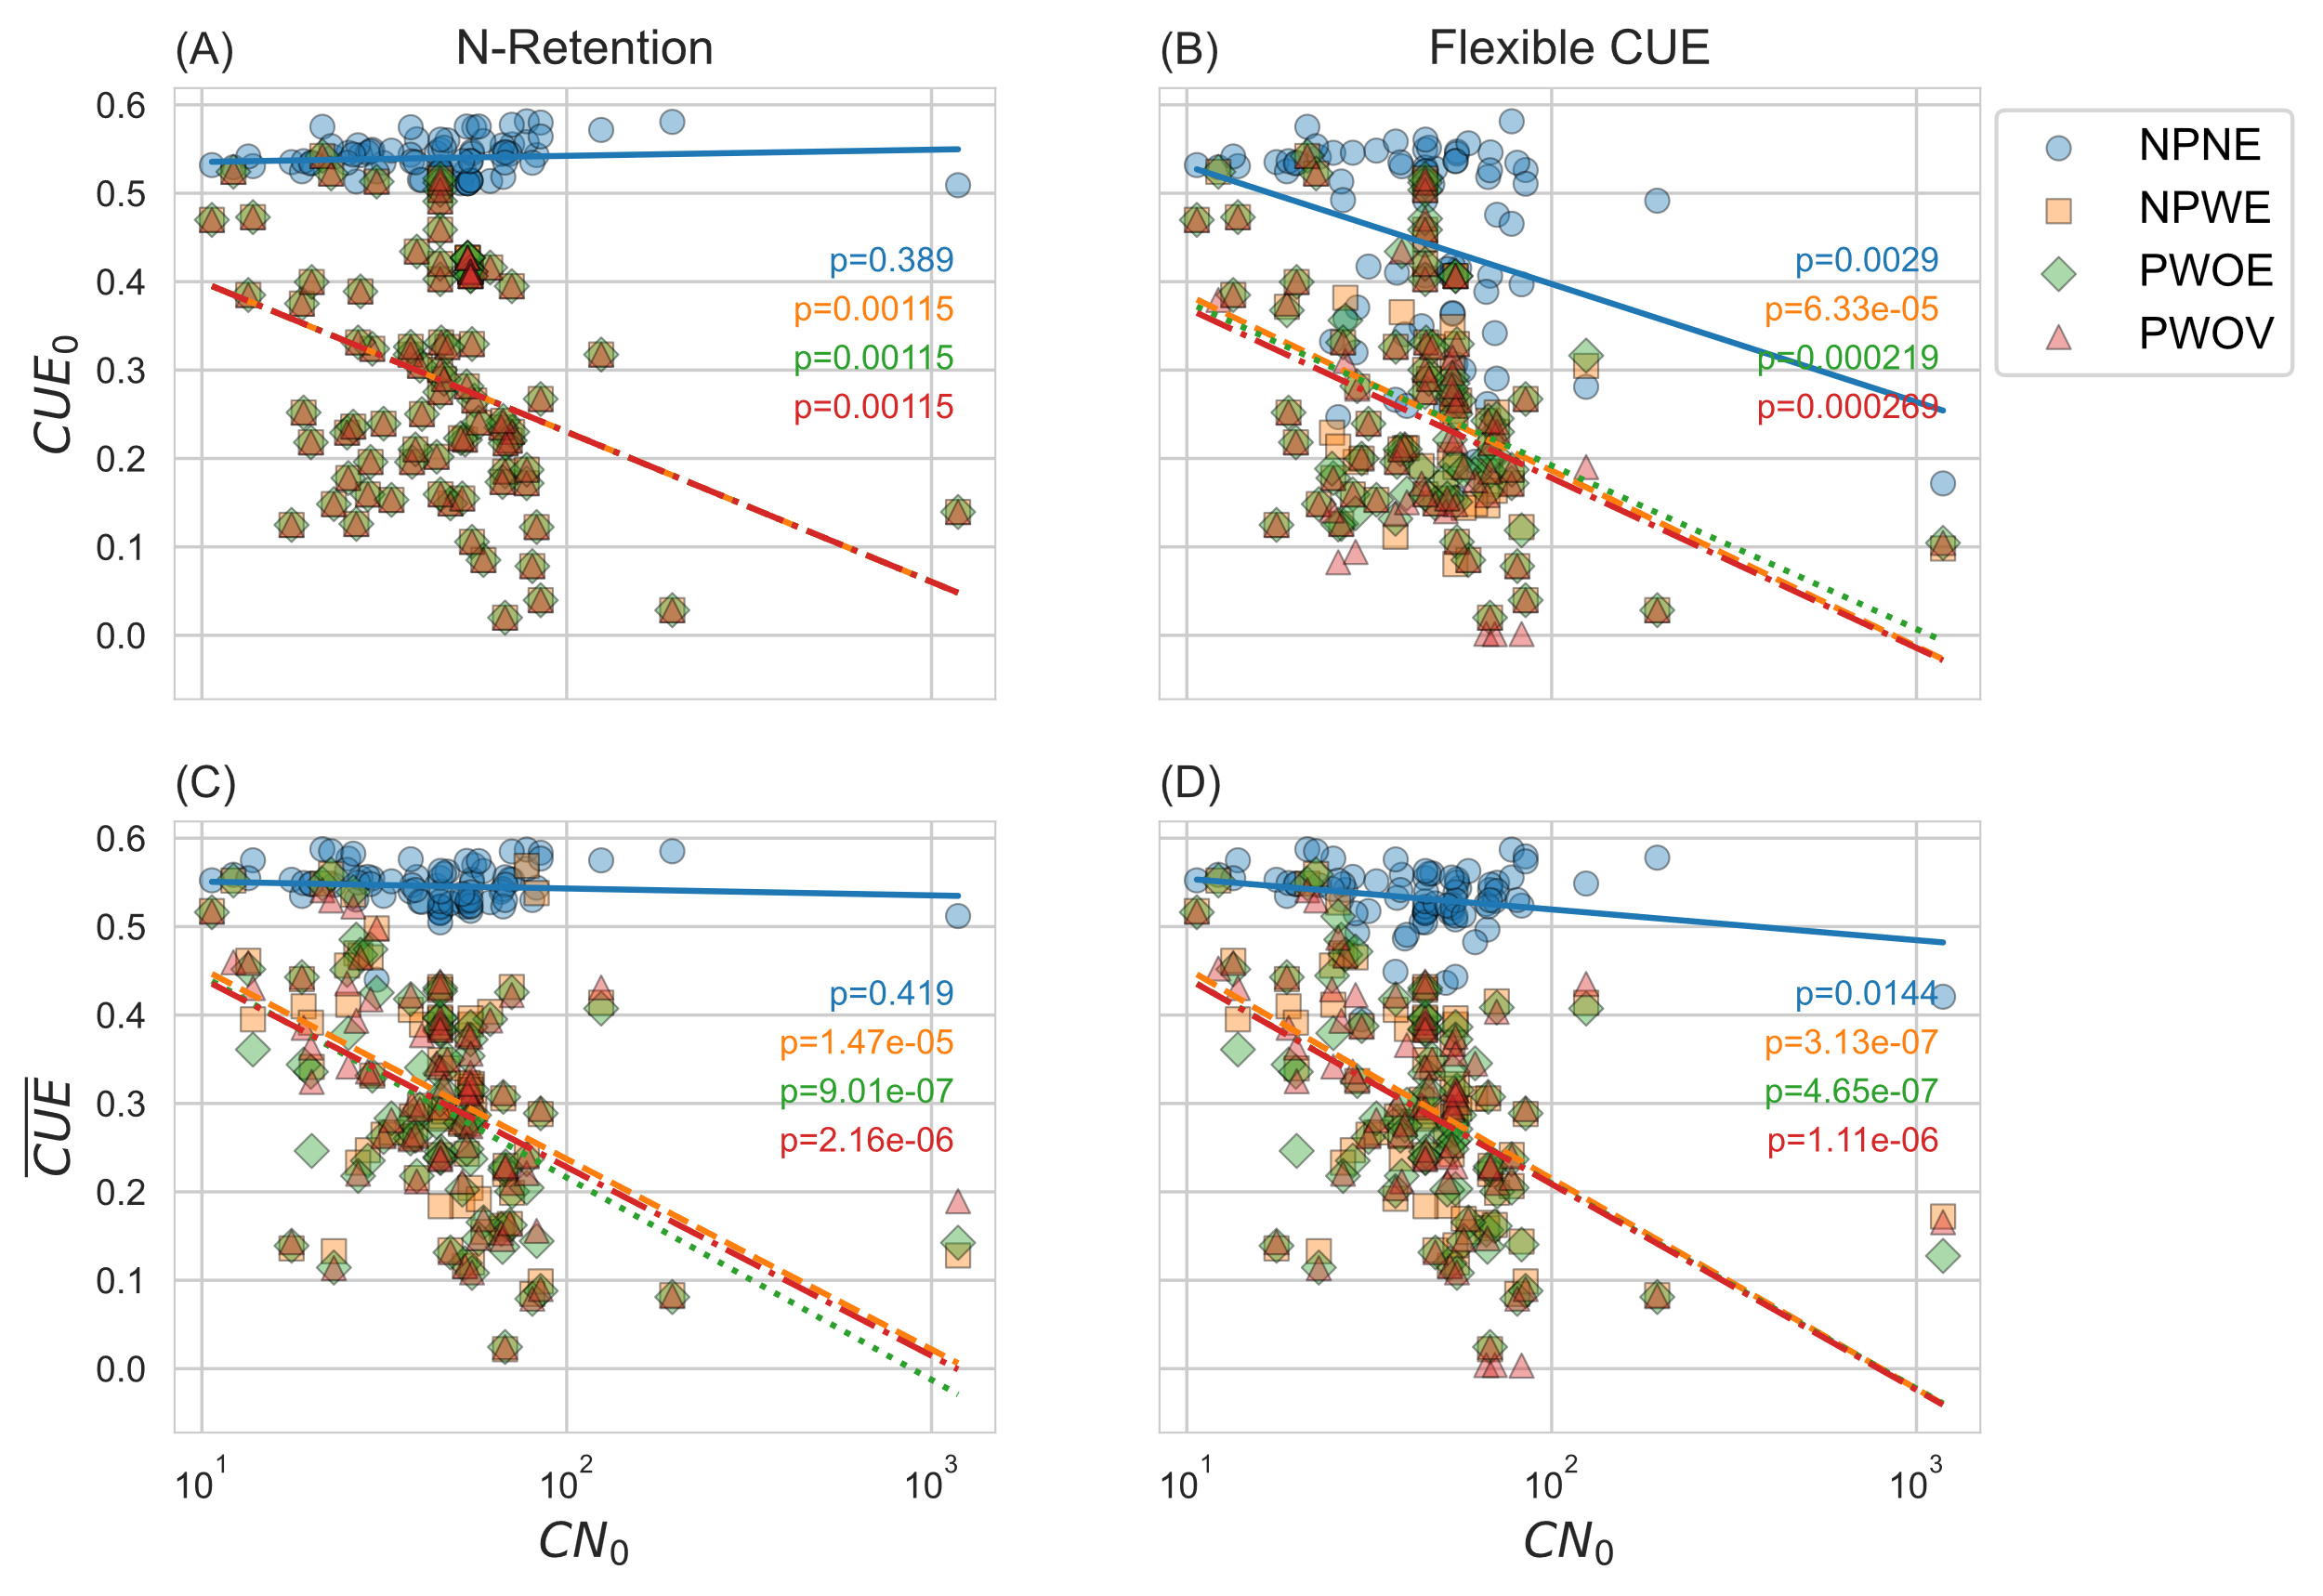 (A) N-Retention
(B) Flexible CUE
0.6
0.5
0.4
0.3
0.2
0.1
0.0
CUE0
p=0.389
p=0.00115
p=0.00115
p=0.00115
p=0.0029
p=6.33e-05
p=0.000219
p=0.000269
NPNE
NPWE
PWOE
PWOV
(C)
(D)
0.6
0.5
0.4
0.3
0.2
0.1
0.0
CUE
p=0.419
p=1.47e-05
p=9.01e-07
p=2.16e-06
p=0.0144
p=3.13e-07
p=4.65e-07
p=1.11e-06
10^1 10^2 10^3
10^1 10^2 10^3
CN0
CN0